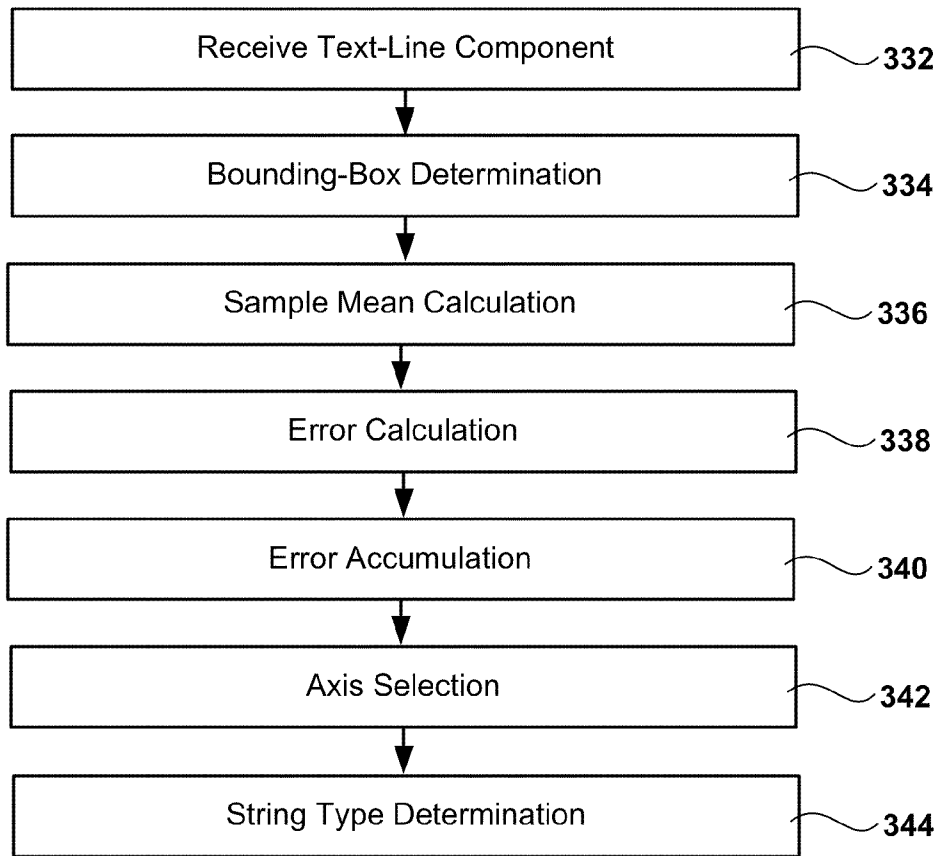 Receive Text-Line Component 332
Bounding-Box Determination 334
Sample Mean Calculation 336
Error Calculation 338
Error Accumulation 340
Axis Selection 342
String Type Determination 344